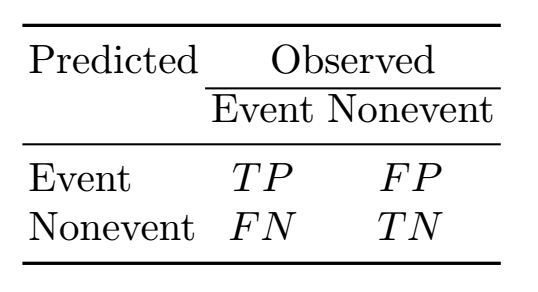 Predicted Observed
Event Nonevent
Event TP FP
Nonevent FN TN